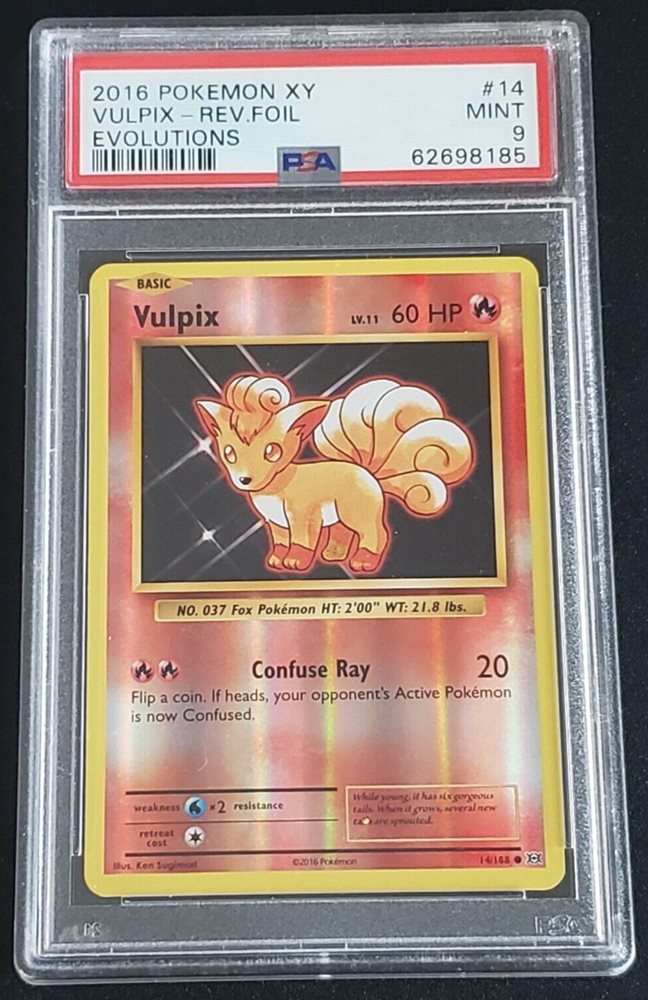 2016 POKEMON XY #14
VULPIX - REV.FOIL MINT
EVOLUTIONS 9
PSA 62698185
BASIC
Vulpix LV.11 60 HP
NO. 037 Fox Pokémon HT: 2'00" WT: 21.8 lbs.
Confuse Ray 20
Flip a coin. If heads, your opponent's Active Pokémon
is now Confused.
weakness ×2 resistance
retreat
cost
While young, it has six gorgeous
tails. When it grows, several new
tails are sprouted.
Illus. Ken Sugimori ©2016 Pokémon 14/108